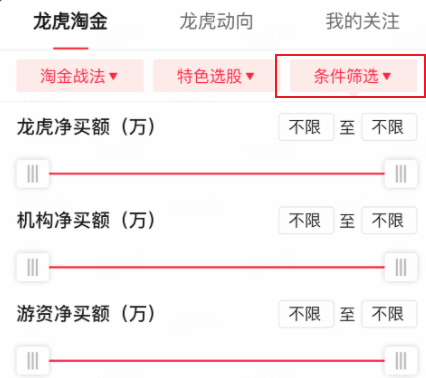 龙虎淘金 龙虎动向 我的关注
淘金战法▼ 特色选股▼ 条件筛选▼
龙虎净买额（万） 不限 至 不限
机构净买额（万） 不限 至 不限
游资净买额（万） 不限 至 不限